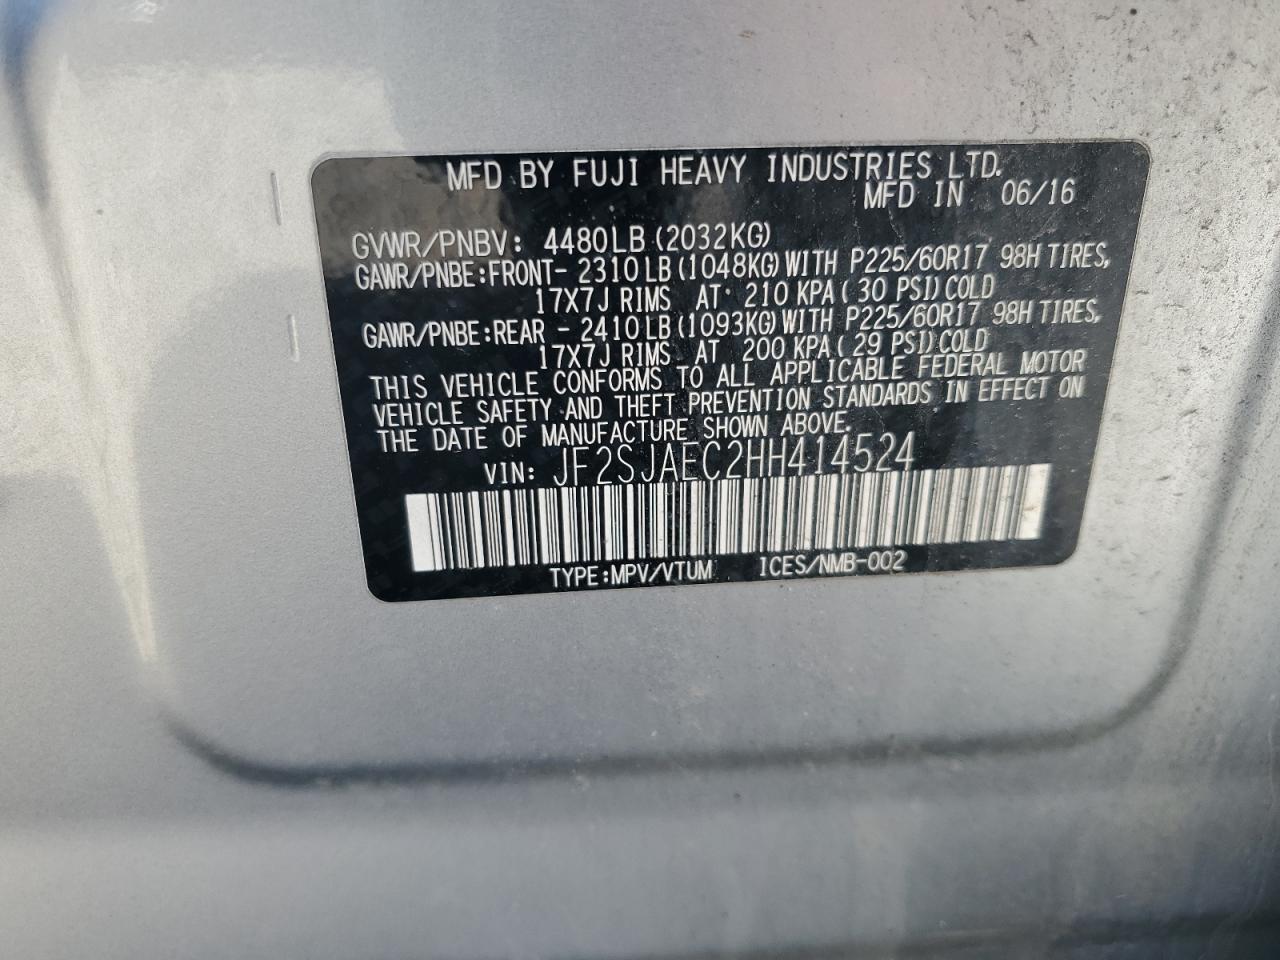 MFD BY FUJI HEAVY INDUSTRIES LTD.
MFD IN 06/16
GVWR/PNBV: 4480LB (2032KG)
GAWR/PNBE:FRONT- 2310LB (1048KG) WITH P225/60R17 98H TIRES,
17X7J RIMS AT 210 KPA ( 30 PSI) COLD
GAWR/PNBE:REAR - 2410LB (1093KG) WITH P225/60R17 98H TIRES,
17X7J RIMS AT 200 KPA ( 29 PSI) COLD
THIS VEHICLE CONFORMS TO ALL APPLICABLE FEDERAL MOTOR
VEHICLE SAFETY AND THEFT PREVENTION STANDARDS IN EFFECT ON
THE DATE OF MANUFACTURE SHOWN ABOVE.
VIN: JF2SJAEC2HH414524
TYPE:MPV/VTUM ICES/NMB-002